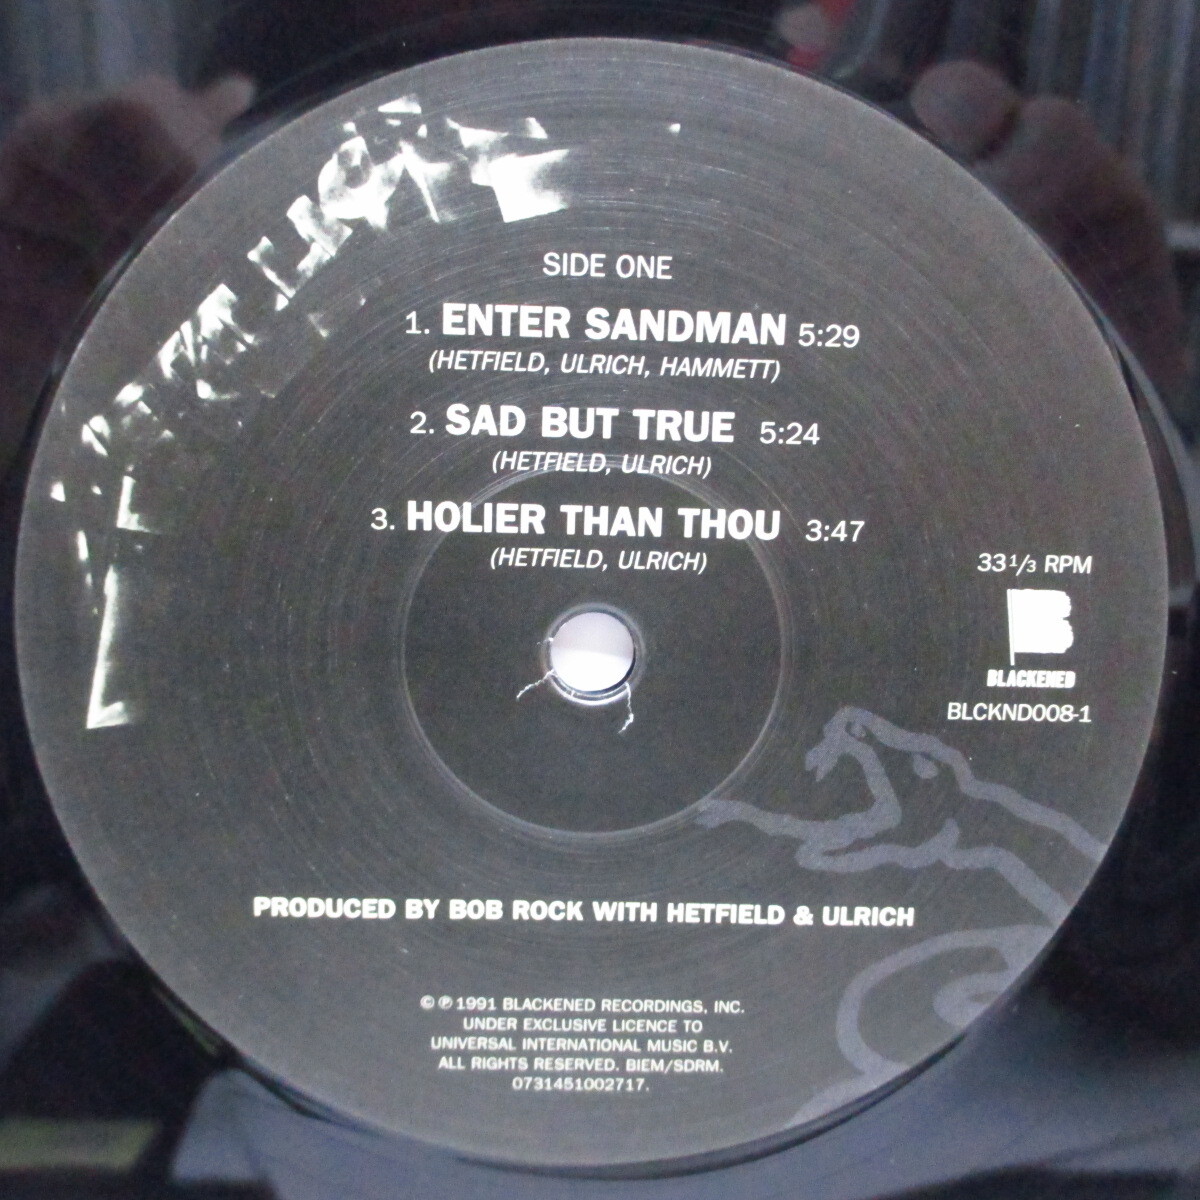 SIDE ONE
1. ENTER SANDMAN 5:29
(HETFIELD, ULRICH, HAMMETT)
2. SAD BUT TRUE 5:24
(HETFIELD, ULRICH)
3. HOLIER THAN THOU 3:47
(HETFIELD, ULRICH)
33 1/3 RPM
B
BLACKENED
BLCKND008-1
PRODUCED BY BOB ROCK WITH HETFIELD & ULRICH
© ℗ 1991 BLACKENED RECORDINGS, INC.
UNDER EXCLUSIVE LICENCE TO
UNIVERSAL INTERNATIONAL MUSIC B.V.
ALL RIGHTS RESERVED. BIEM/SDRM.
0731451002717.